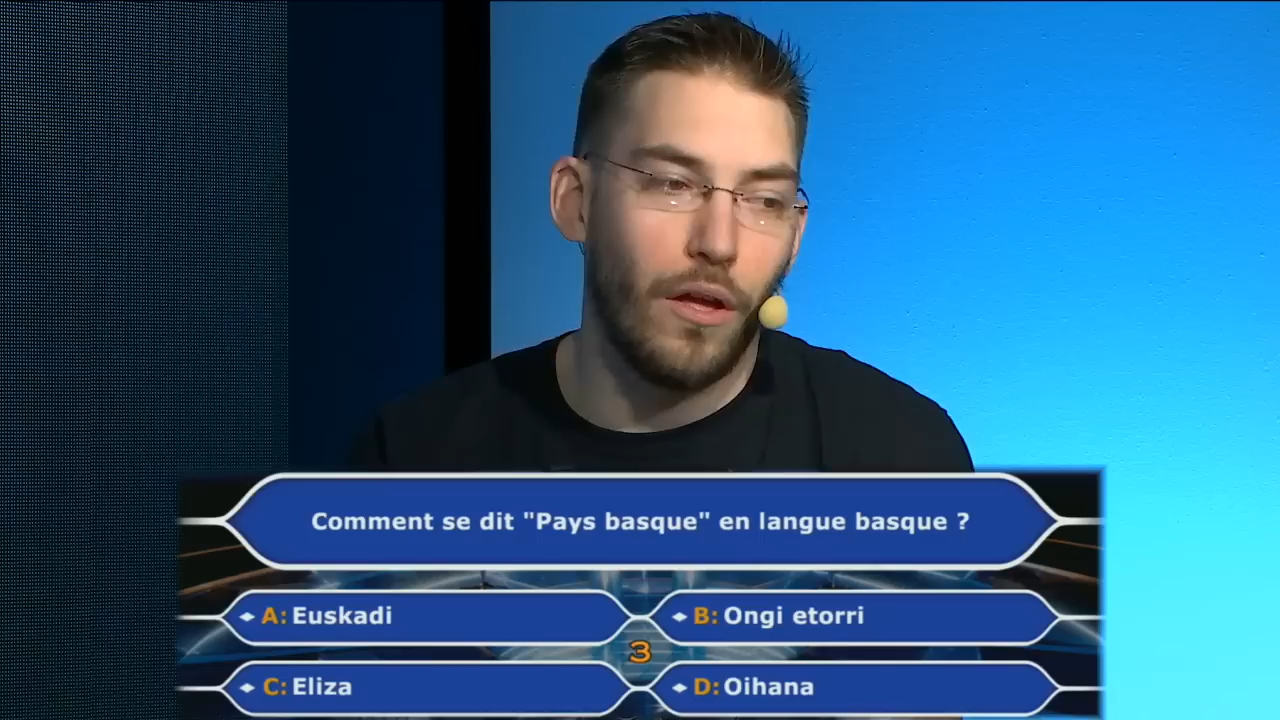 Comment se dit "Pays basque" en langue basque ?
A: Euskadi
B: Ongi etorri
3
C: Eliza
D: Oihana